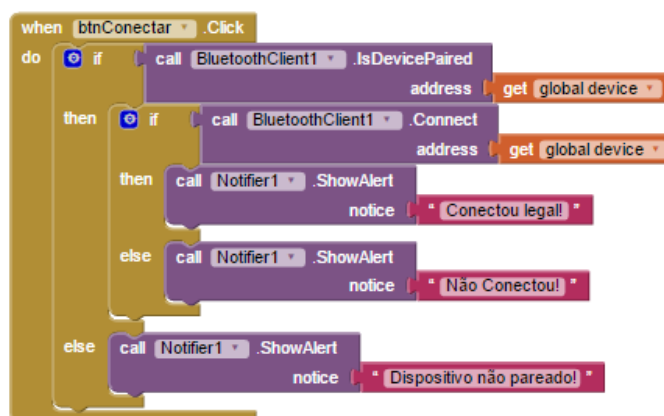 when btnConectar .Click
do if call BluetoothClient1 .IsDevicePaired
address get global device
then if call BluetoothClient1 .Connect
address get global device
then call Notifier1 .ShowAlert
notice " Conectou legal! "
else call Notifier1 .ShowAlert
notice " Não Conectou! "
else call Notifier1 .ShowAlert
notice " Dispositivo não pareado! "